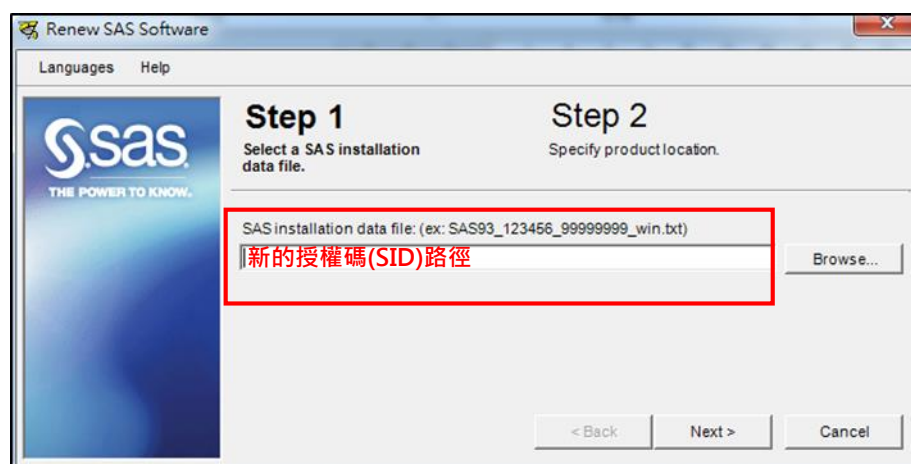 Renew SAS Software
Languages Help
sas
THE POWER TO KNOW.
Step 1
Select a SAS installation
data file.
Step 2
Specify product location.
SAS installation data file: (ex: SAS93_123456_99999999_win.txt)
新的授權碼(SID)路徑
Browse...
< Back
Next >
Cancel